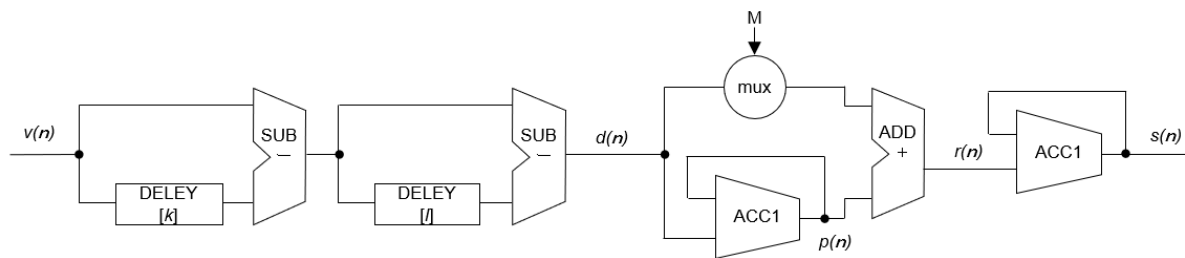 M
mux
v(n)
SUB
−
DELEY
[k]
SUB
−
DELEY
[l]
d(n)
ACC1
p(n)
ADD
+
r(n)
ACC1
s(n)